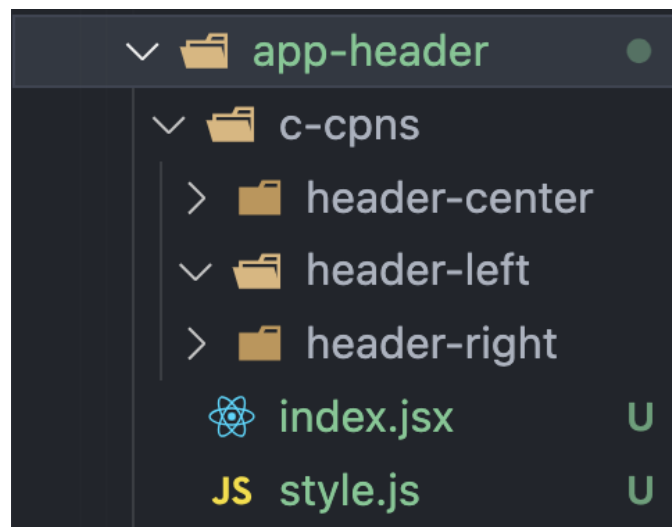 app-header
c-cpns
header-center
header-left
header-right
index.jsx U
JS style.js U